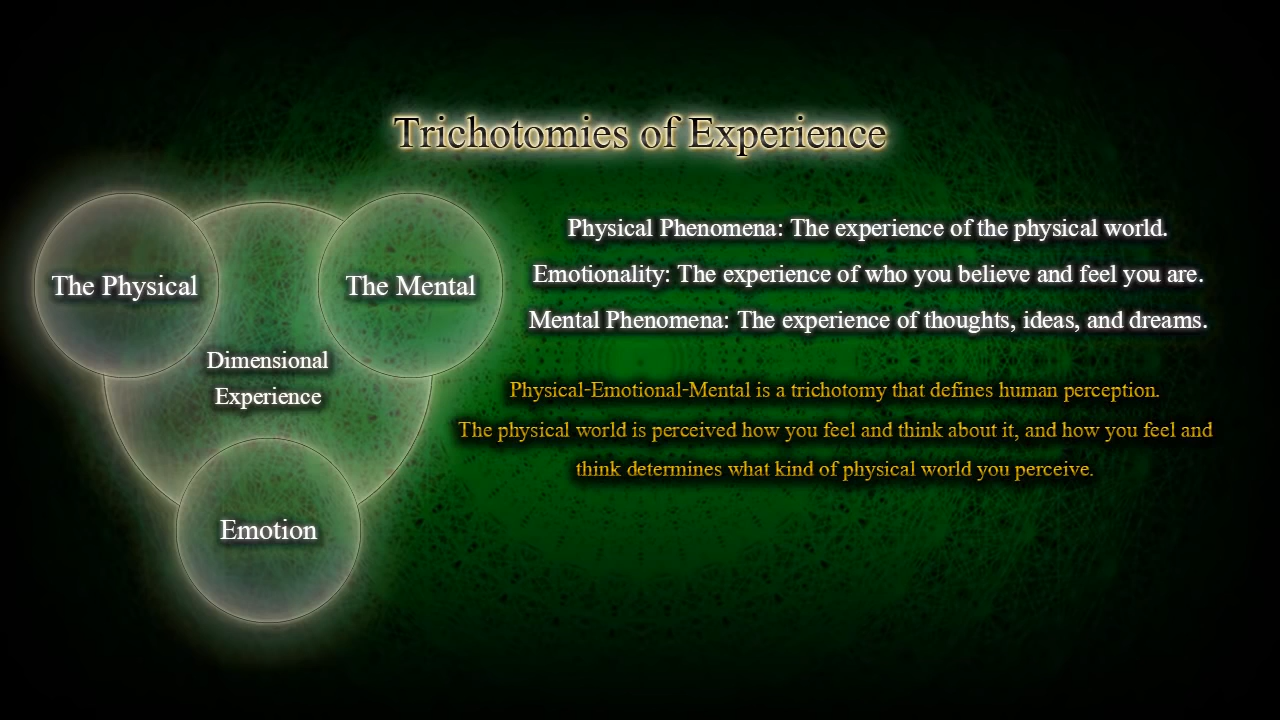 Trichotomies of Experience
The Physical
The Mental
Dimensional
Experience
Emotion
Physical Phenomena: The experience of the physical world.
Emotionality: The experience of who you believe and feel you are.
Mental Phenomena: The experience of thoughts, ideas, and dreams.
Physical-Emotional-Mental is a trichotomy that defines human perception.
The physical world is perceived how you feel and think about it, and how you feel and
think determines what kind of physical world you perceive.